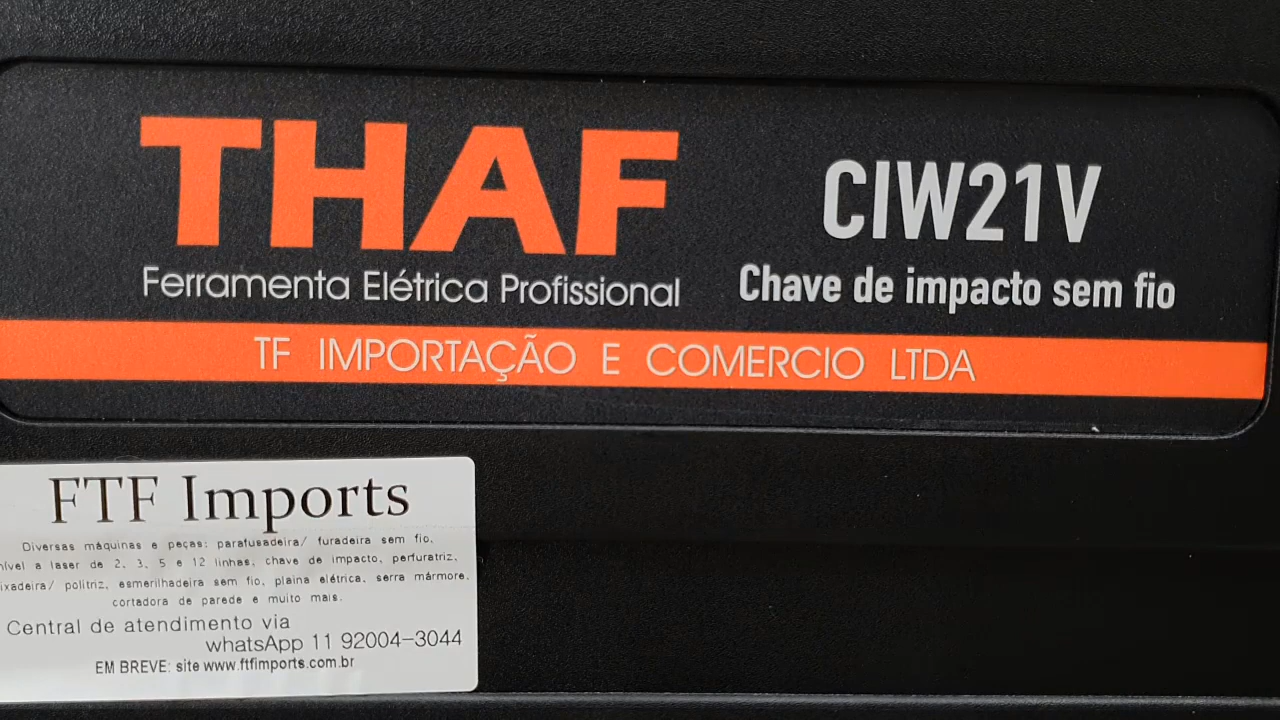 THAF
Ferramenta Elétrica Profissional
CIW21V
Chave de impacto sem fio
TF IMPORTAÇÃO E COMERCIO LTDA
FTF Imports
Diversas máquinas e peças: parafusadeira/ furadeira sem fio,
a laser de 2, 3, 5 e 12 linhas, chave de impacto, perfuratriz,
politriz, esmerilhadeira sem fio, plaina elétrica, serra mármore,
cortadora de parede e muito mais.
Central de atendimento via
whatsApp 11 92004-3044
EM BREVE: site www.ftfimports.com.br